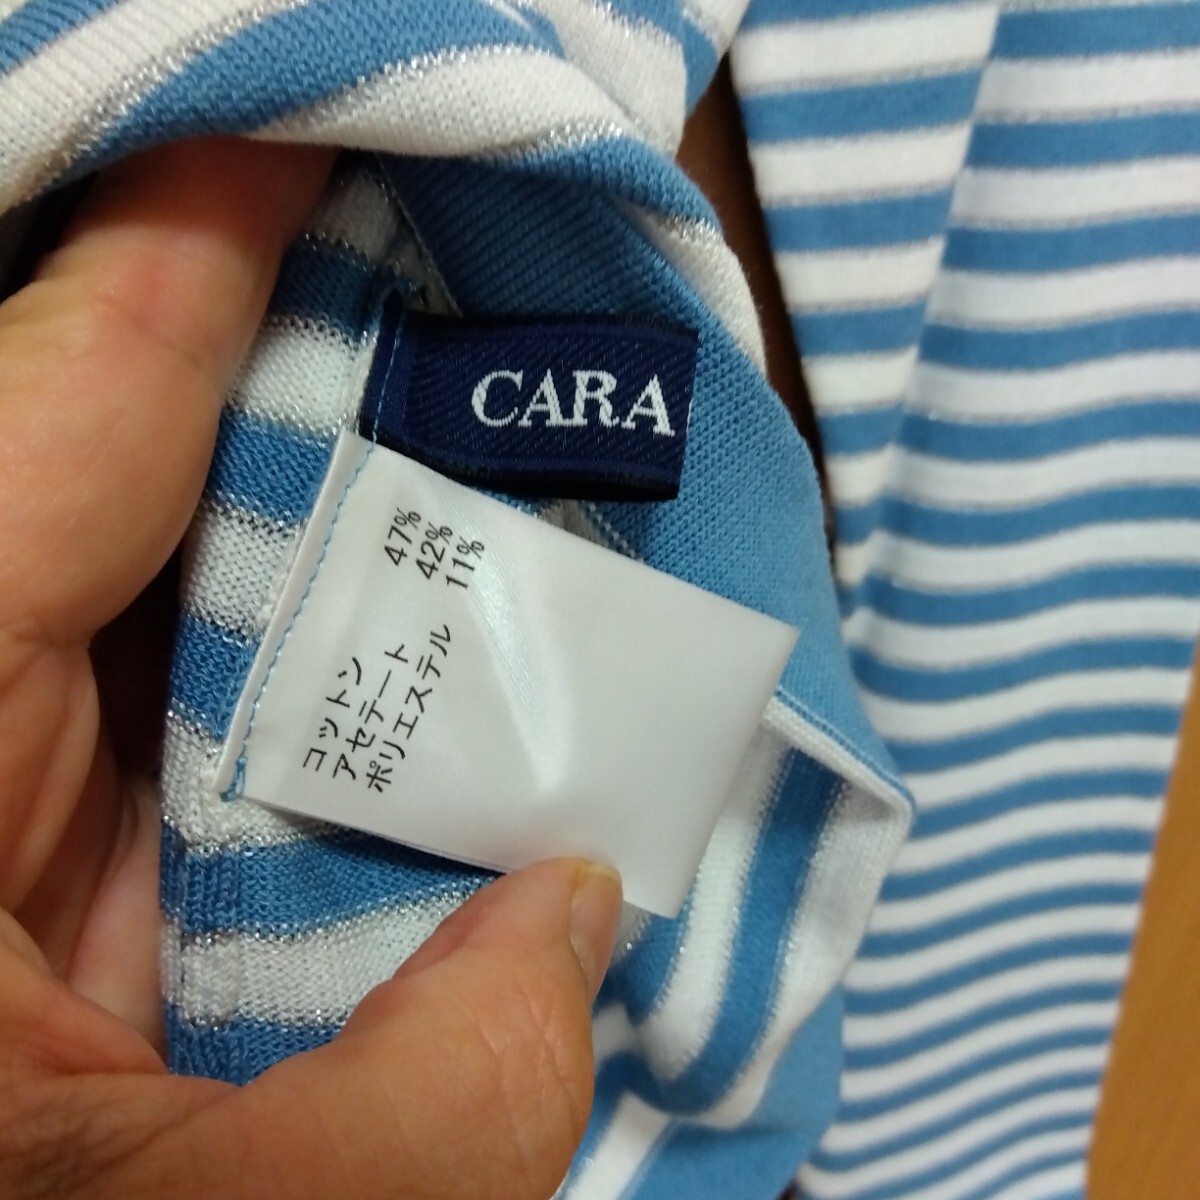 CARA
コットン 47%
アセテート 42%
ポリエステル 11%